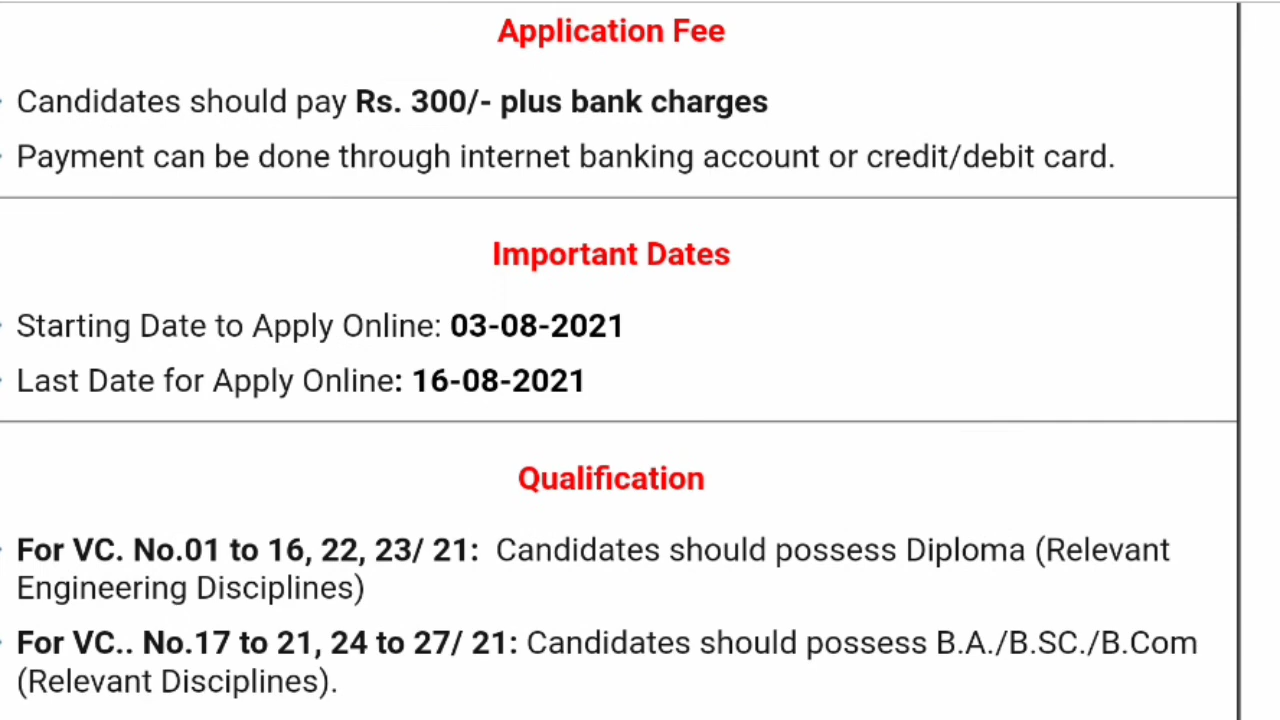 Application Fee
Candidates should pay Rs. 300/- plus bank charges
Payment can be done through internet banking account or credit/debit card.
Important Dates
Starting Date to Apply Online: 03-08-2021
Last Date for Apply Online: 16-08-2021
Qualification
For VC. No.01 to 16, 22, 23/ 21: Candidates should possess Diploma (Relevant
Engineering Disciplines)
For VC.. No.17 to 21, 24 to 27/ 21: Candidates should possess B.A./B.SC./B.Com
(Relevant Disciplines).